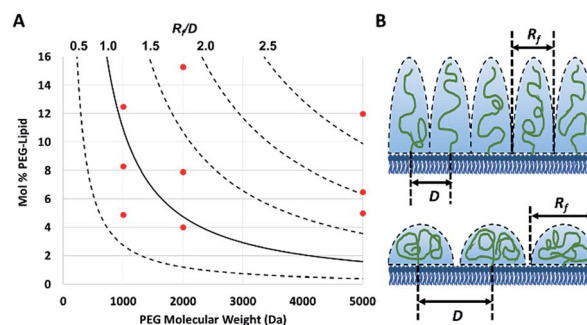 A
R_f/D
0.5 1.0 1.5 2.0 2.5
Mol % PEG-Lipid
16
14
12
10
8
6
4
2
0
0 1000 2000 3000 4000 5000
PEG Molecular Weight (Da)
B
R_f
D
R_f
D